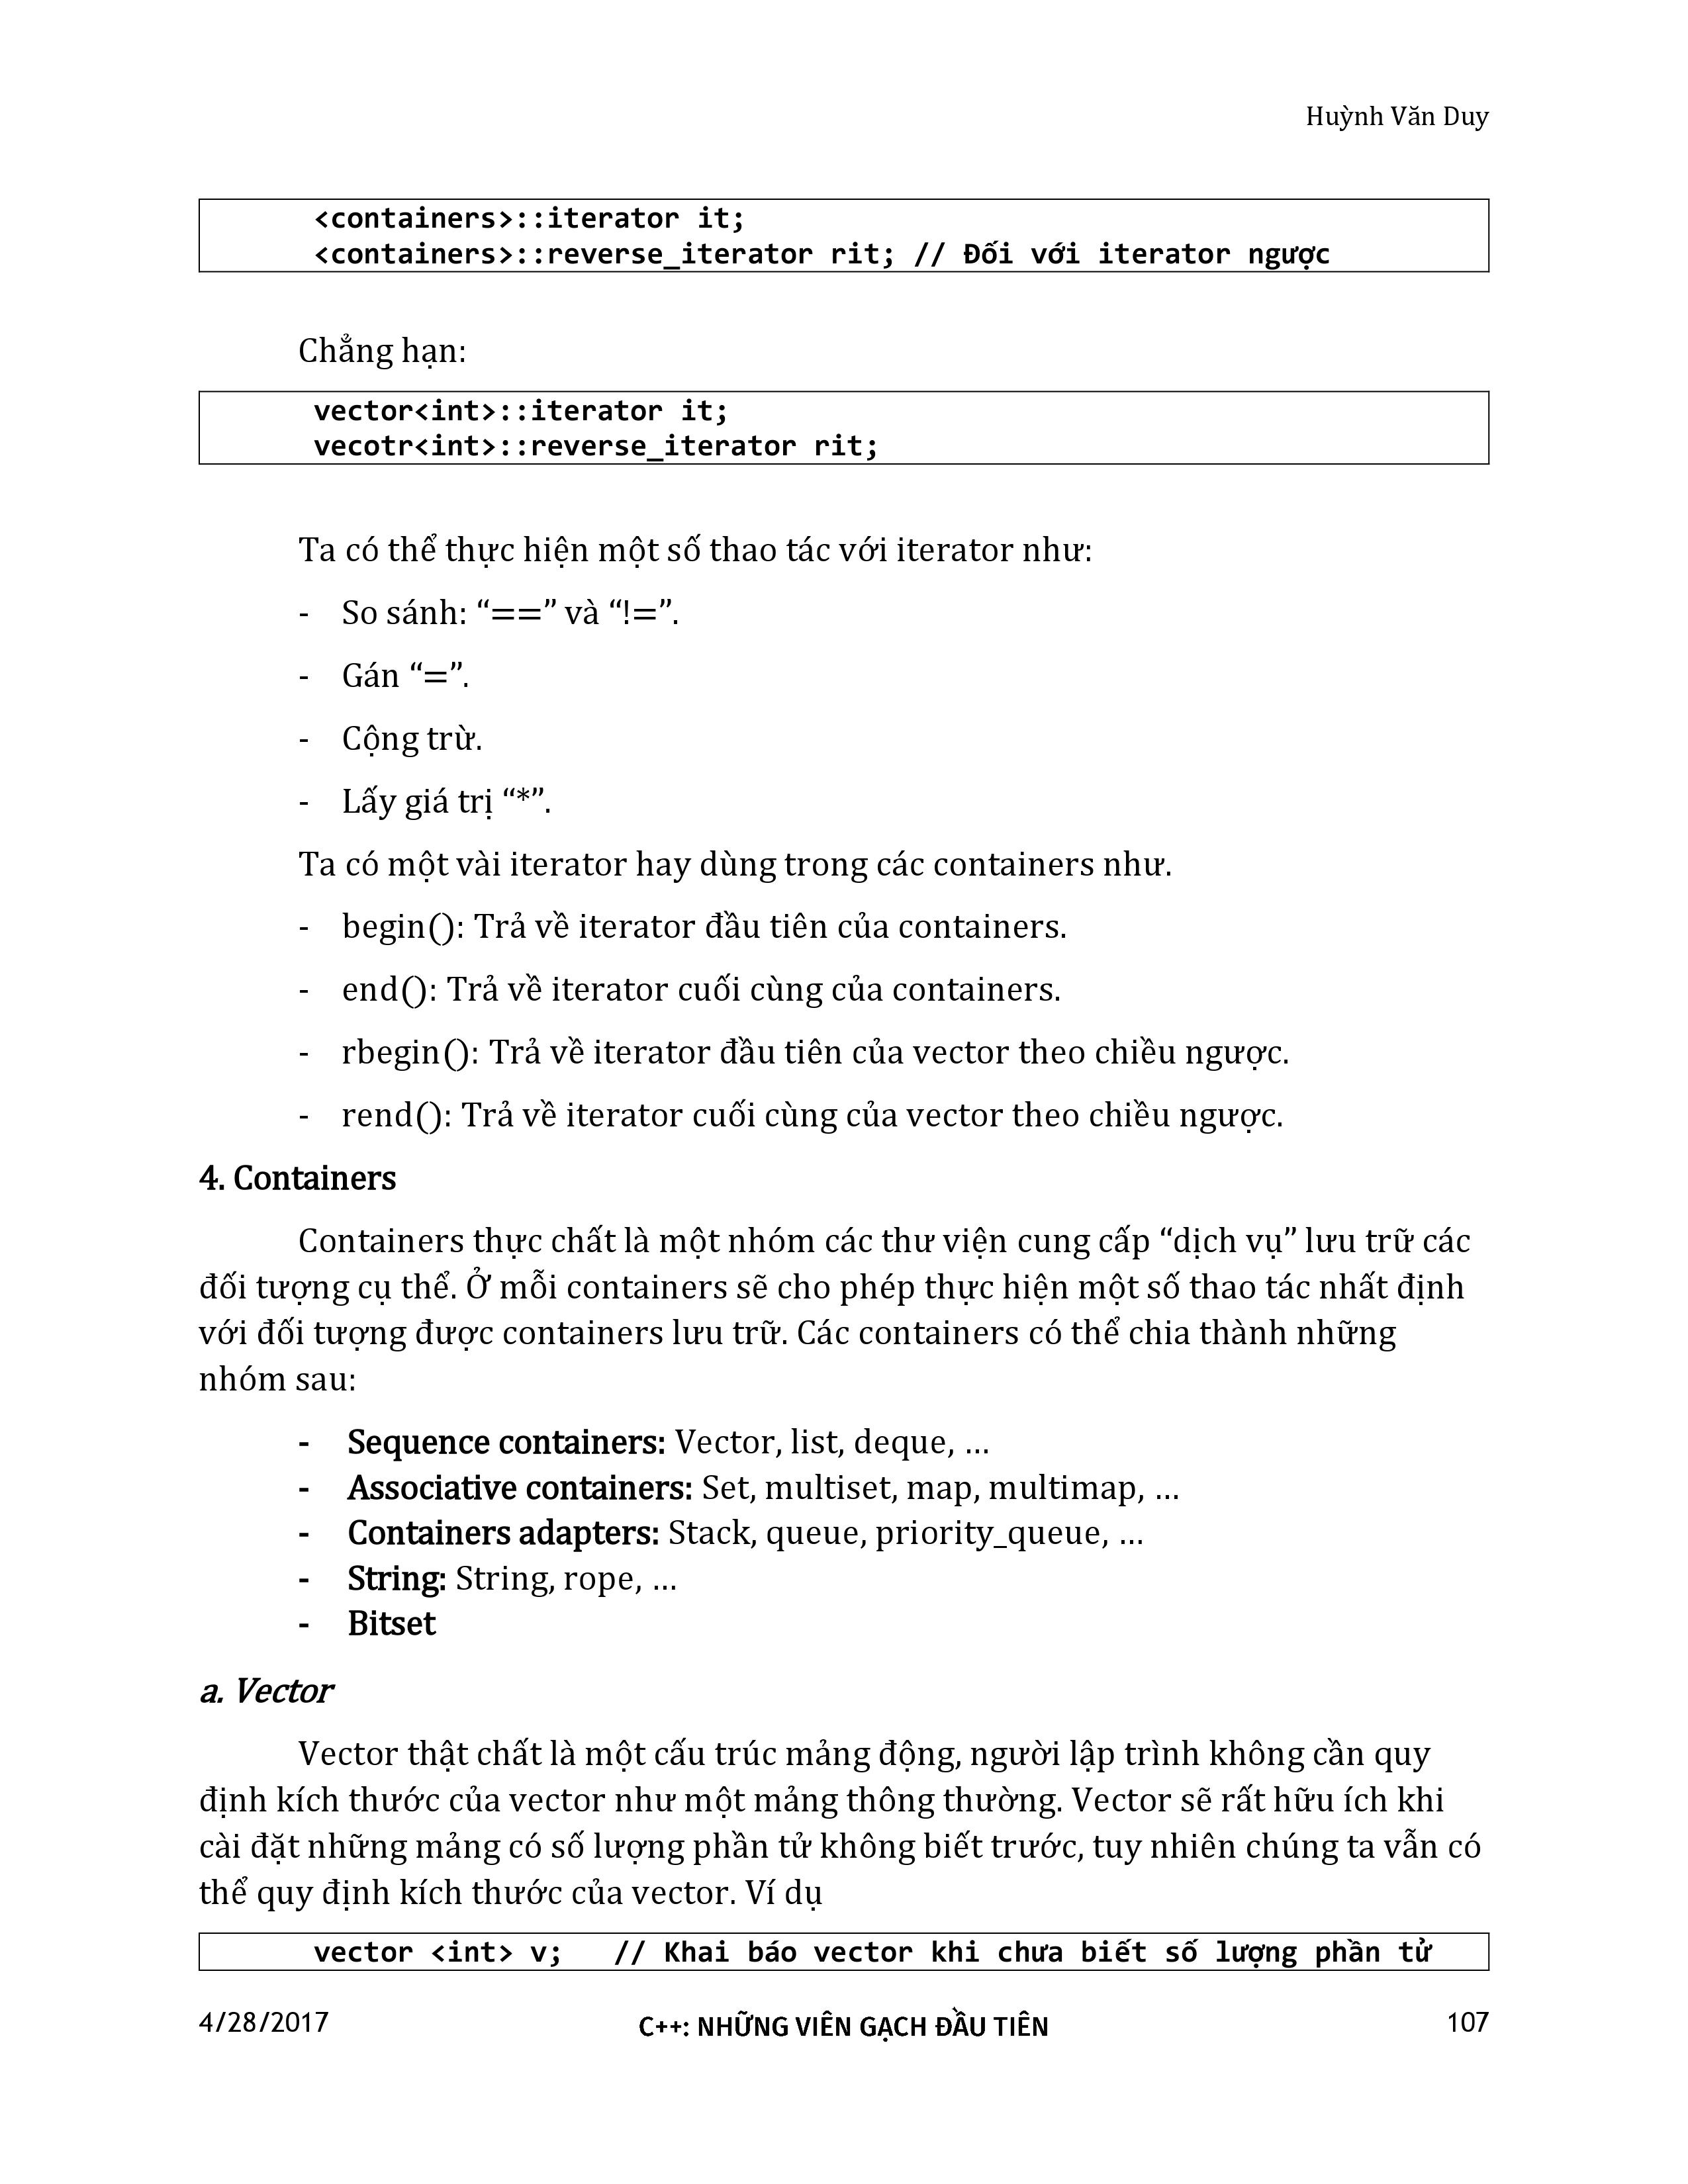 Huỳnh Văn Duy
<containers>::iterator it;
<containers>::reverse_iterator rit; // Đối với iterator ngược
Chẳng hạn:
vector<int>::iterator it;
vecotr<int>::reverse_iterator rit;
Ta có thể thực hiện một số thao tác với iterator như:
- So sánh: “==” và “!=”.
- Gán “=”.
- Cộng trừ.
- Lấy giá trị “*”.
Ta có một vài iterator hay dùng trong các containers như.
- begin(): Trả về iterator đầu tiên của containers.
- end(): Trả về iterator cuối cùng của containers.
- rbegin(): Trả về iterator đầu tiên của vector theo chiều ngược.
- rend(): Trả về iterator cuối cùng của vector theo chiều ngược.
4. Containers
Containers thực chất là một nhóm các thư viện cung cấp “dịch vụ” lưu trữ các
đối tượng cụ thể. Ở mỗi containers sẽ cho phép thực hiện một số thao tác nhất định
với đối tượng được containers lưu trữ. Các containers có thể chia thành những
nhóm sau:
- Sequence containers: Vector, list, deque, …
- Associative containers: Set, multiset, map, multimap, …
- Containers adapters: Stack, queue, priority_queue, …
- String: String, rope, …
- Bitset
a. Vector
Vector thật chất là một cấu trúc mảng động, người lập trình không cần quy
định kích thước của vector như một mảng thông thường. Vector sẽ rất hữu ích khi
cài đặt những mảng có số lượng phần tử không biết trước, tuy nhiên chúng ta vẫn có
thể quy định kích thước của vector. Ví dụ
vector <int> v;   // Khai báo vector khi chưa biết số lượng phần tử
4/28/2017 C++: NHỮNG VIÊN GẠCH ĐẦU TIÊN 107